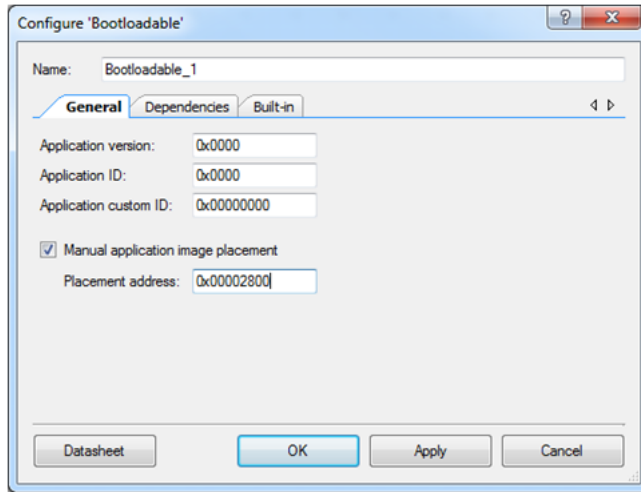 Configure 'Bootloadable'
Name: Bootloadable_1
General Dependencies Built-in
Application version: 0x0000
Application ID: 0x0000
Application custom ID: 0x00000000
Manual application image placement
Placement address: 0x00002800
Datasheet OK Apply Cancel